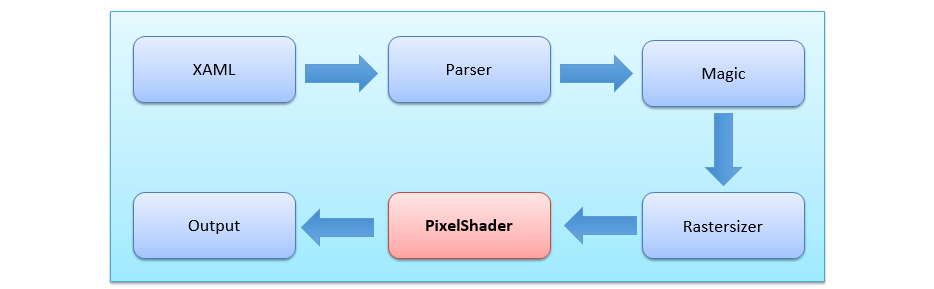 XAML
Parser
Magic
Output
PixelShader
Rastersizer